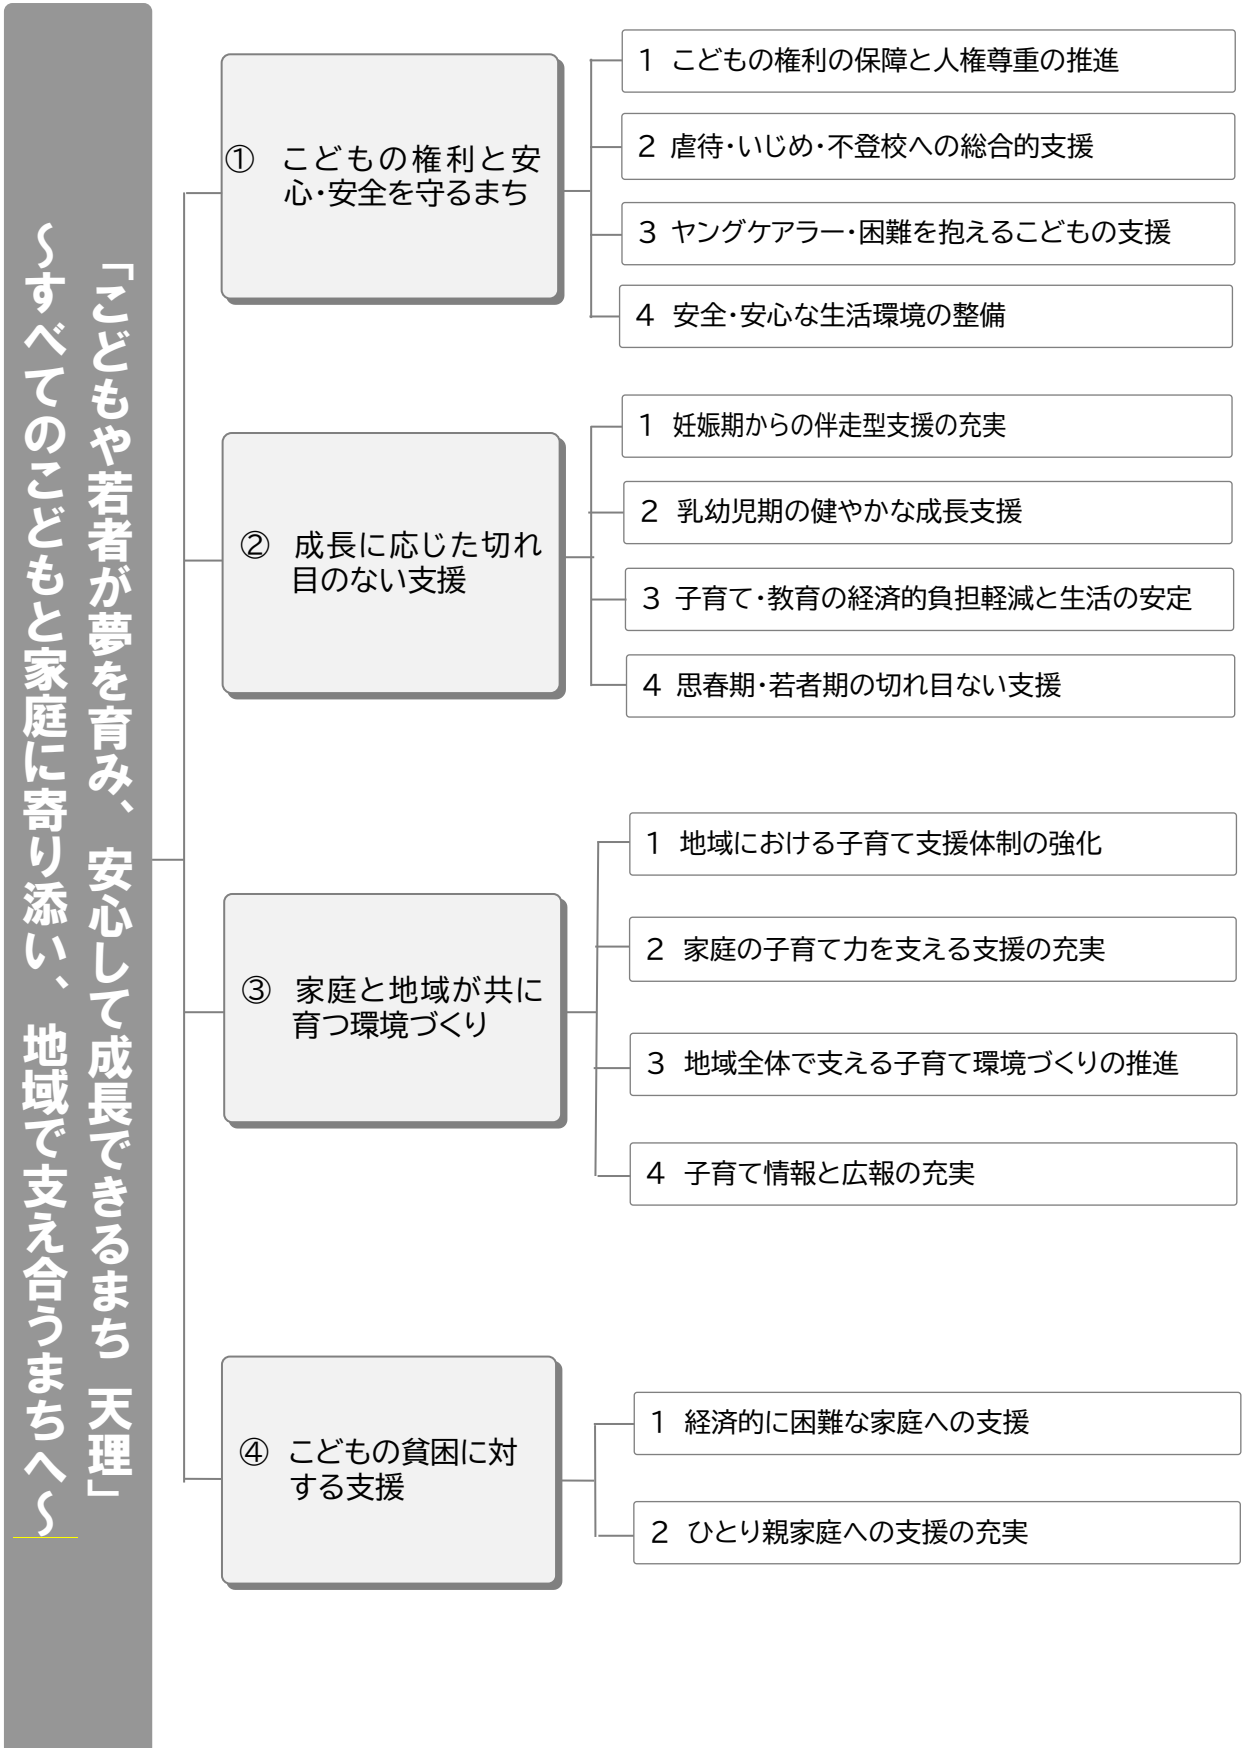 「こどもや若者が夢を育み、　安心して成長できるまち　天理」
～すべてのこどもと家庭に寄り添い、　地域で支え合うまちへ～
①　こどもの権利と安
心・安全を守るまち
1 こどもの権利の保障と人権尊重の推進
2 虐待・いじめ・不登校への総合的支援
3 ヤングケアラー・困難を抱えるこどもの支援
4 安全・安心な生活環境の整備
②　成長に応じた切れ
目のない支援
1 妊娠期からの伴走型支援の充実
2 乳幼児期の健やかな成長支援
3 子育て・教育の経済的負担軽減と生活の安定
4 思春期・若者期の切れ目ない支援
③　家庭と地域が共に
育つ環境づくり
1 地域における子育て支援体制の強化
2 家庭の子育て力を支える支援の充実
3 地域全体で支える子育て環境づくりの推進
4 子育て情報と広報の充実
④　こどもの貧困に対
する支援
1 経済的に困難な家庭への支援
2 ひとり親家庭への支援の充実